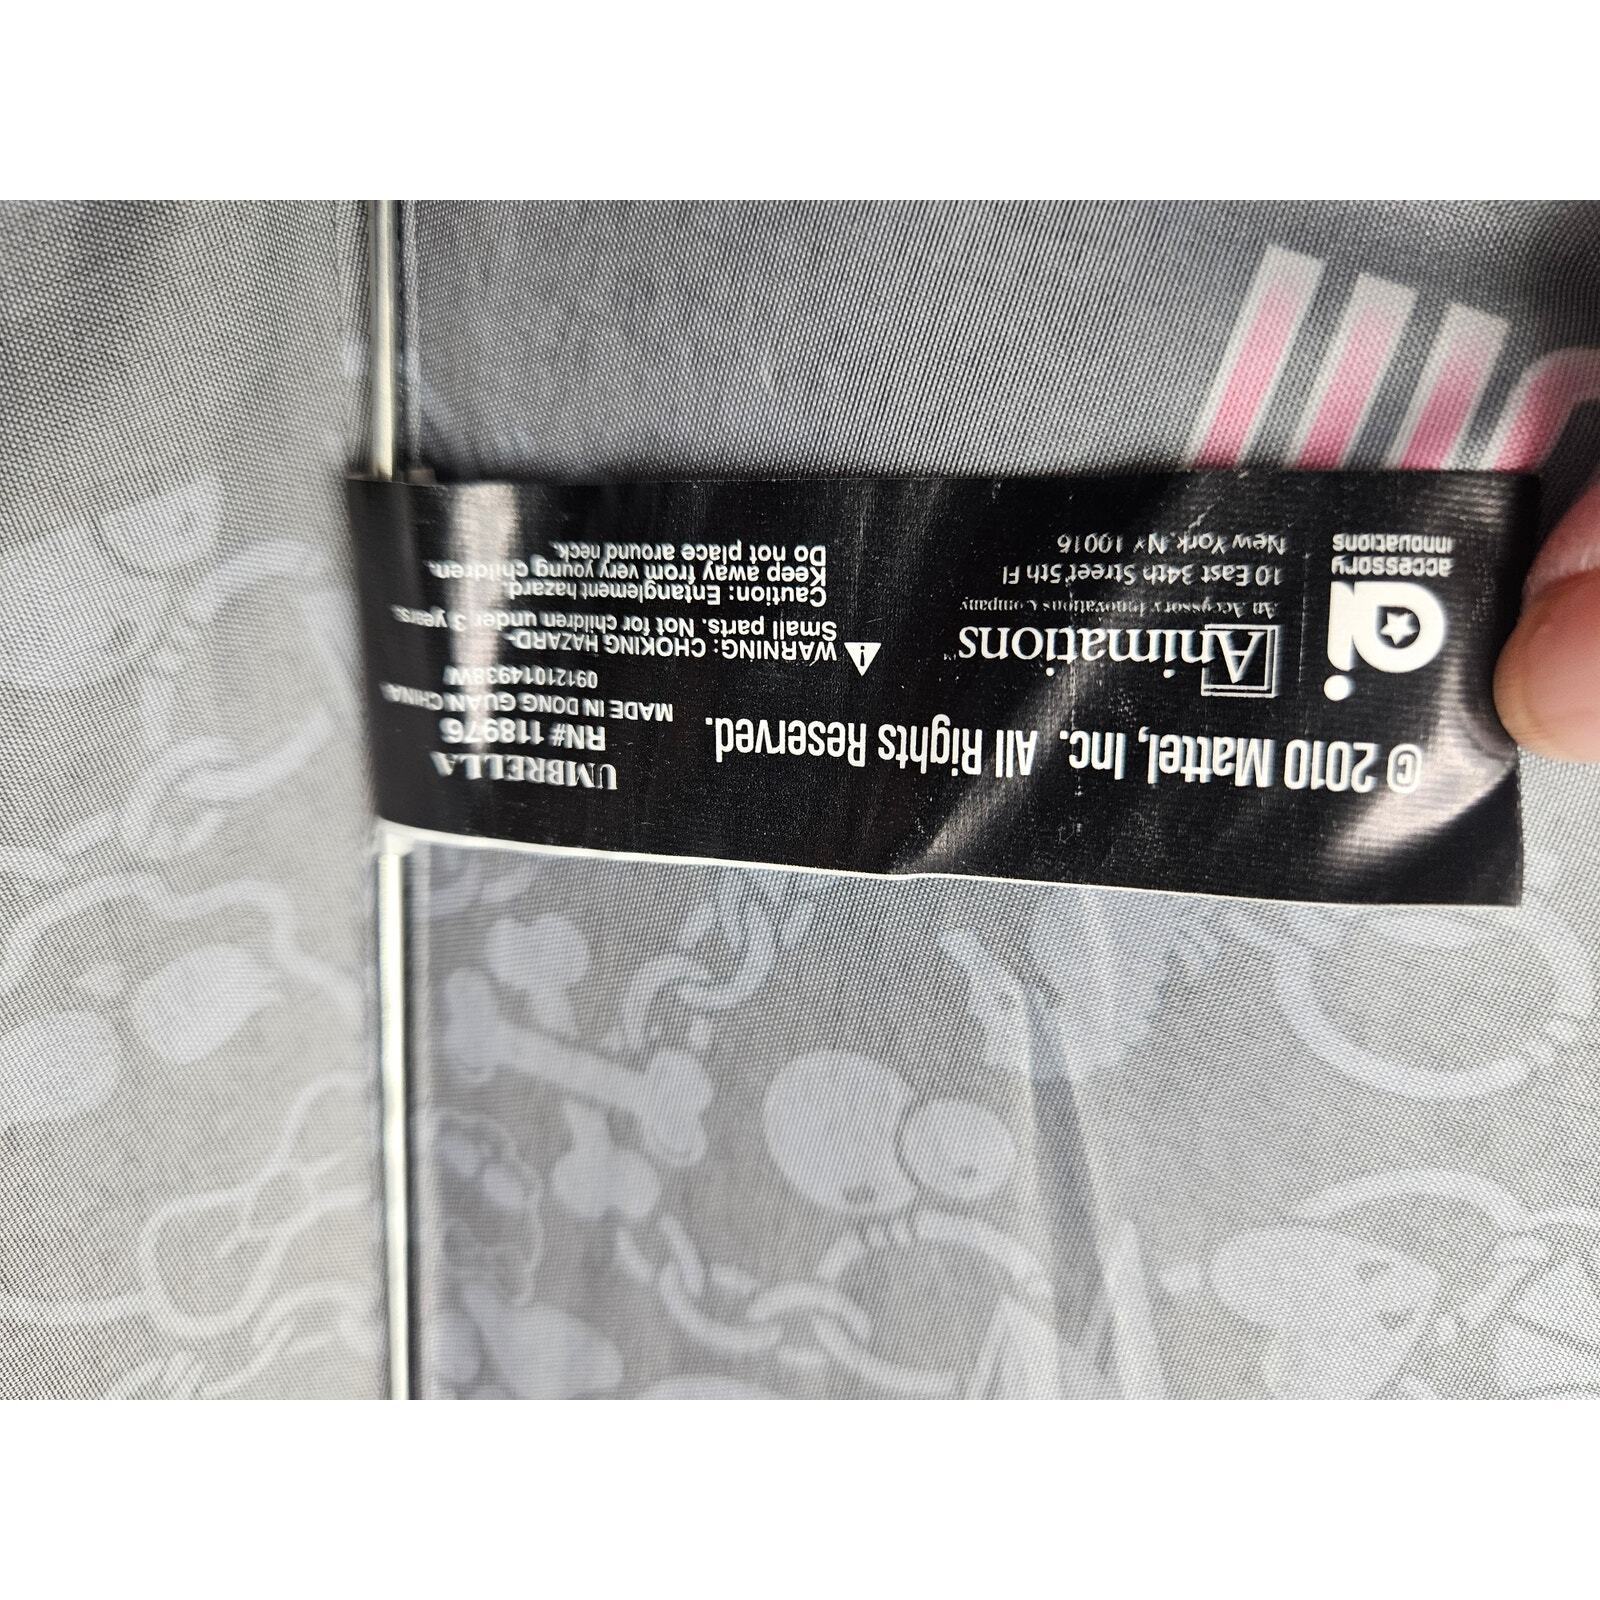 © 2010 Mattel, Inc. All Rights Reserved.
ai
accessory
innovations
Animations™
An Accessory Innovations Company
10 East 34th Street, 5th Fl
New York, NY 10016
UMBRELLA
RN# 118976
MADE IN DONG GUAN CHINA
09121014938W
WARNING: CHOKING HAZARD-
Small parts. Not for children under 3 years.
Caution: Entanglement hazard.
Keep away from very young children.
Do not place around neck.